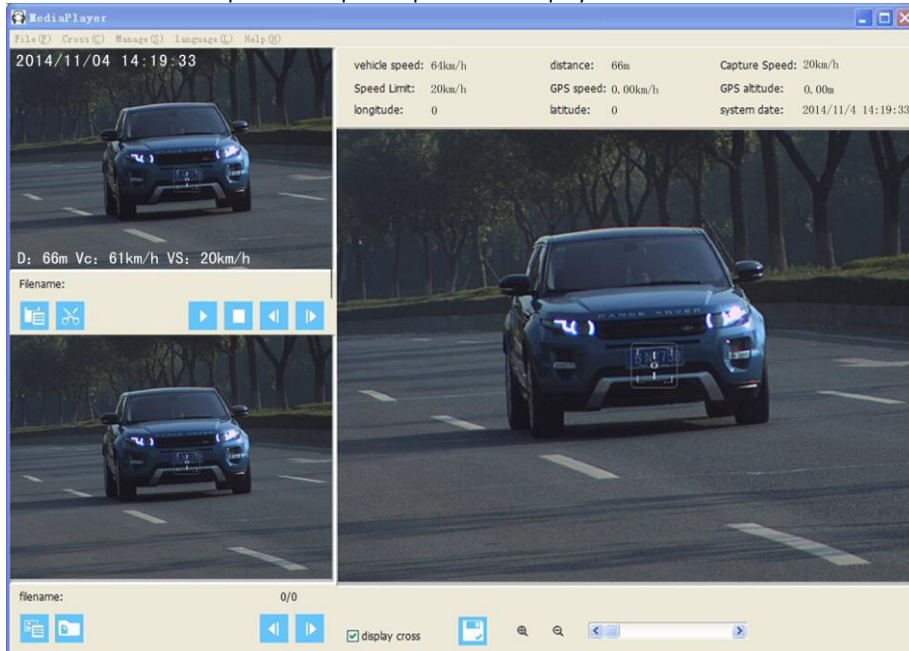 MediaPlayer
File(F) Cross(C) Manage(S) language(L) Help(H)
2014/11/04 14:19:33
D: 66m Vc: 61km/h VS: 20km/h
Filename:
filename: 0/0
vehicle speed: 64km/h distance: 66m Capture Speed: 20km/h
Speed Limit: 20km/h GPS speed: 0.00km/h GPS altitude: 0.00m
longitude: 0 latitude: 0 system date: 2014/11/4 14:19:33
RANGE ROVER
display cross